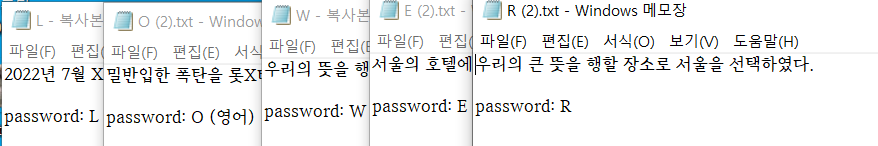 L - 복사본
O (2).txt - Windows
W - 복사본
E (2).txt - W
R (2).txt - Windows 메모장
파일(F) 편집(
파일(F) 편집(E) 서식(
파일(F) 편집(
파일(F) 편집(
파일(F) 편집(E) 서식(O) 보기(V) 도움말(H)
2022년 7월 X
밀반입한 폭탄을 롯X
우리의 뜻을 행
서울의 호텔에
우리의 큰 뜻을 행할 장소로 서울을 선택하였다.
password: L
password: O (영어)
password: W
password: E
password: R